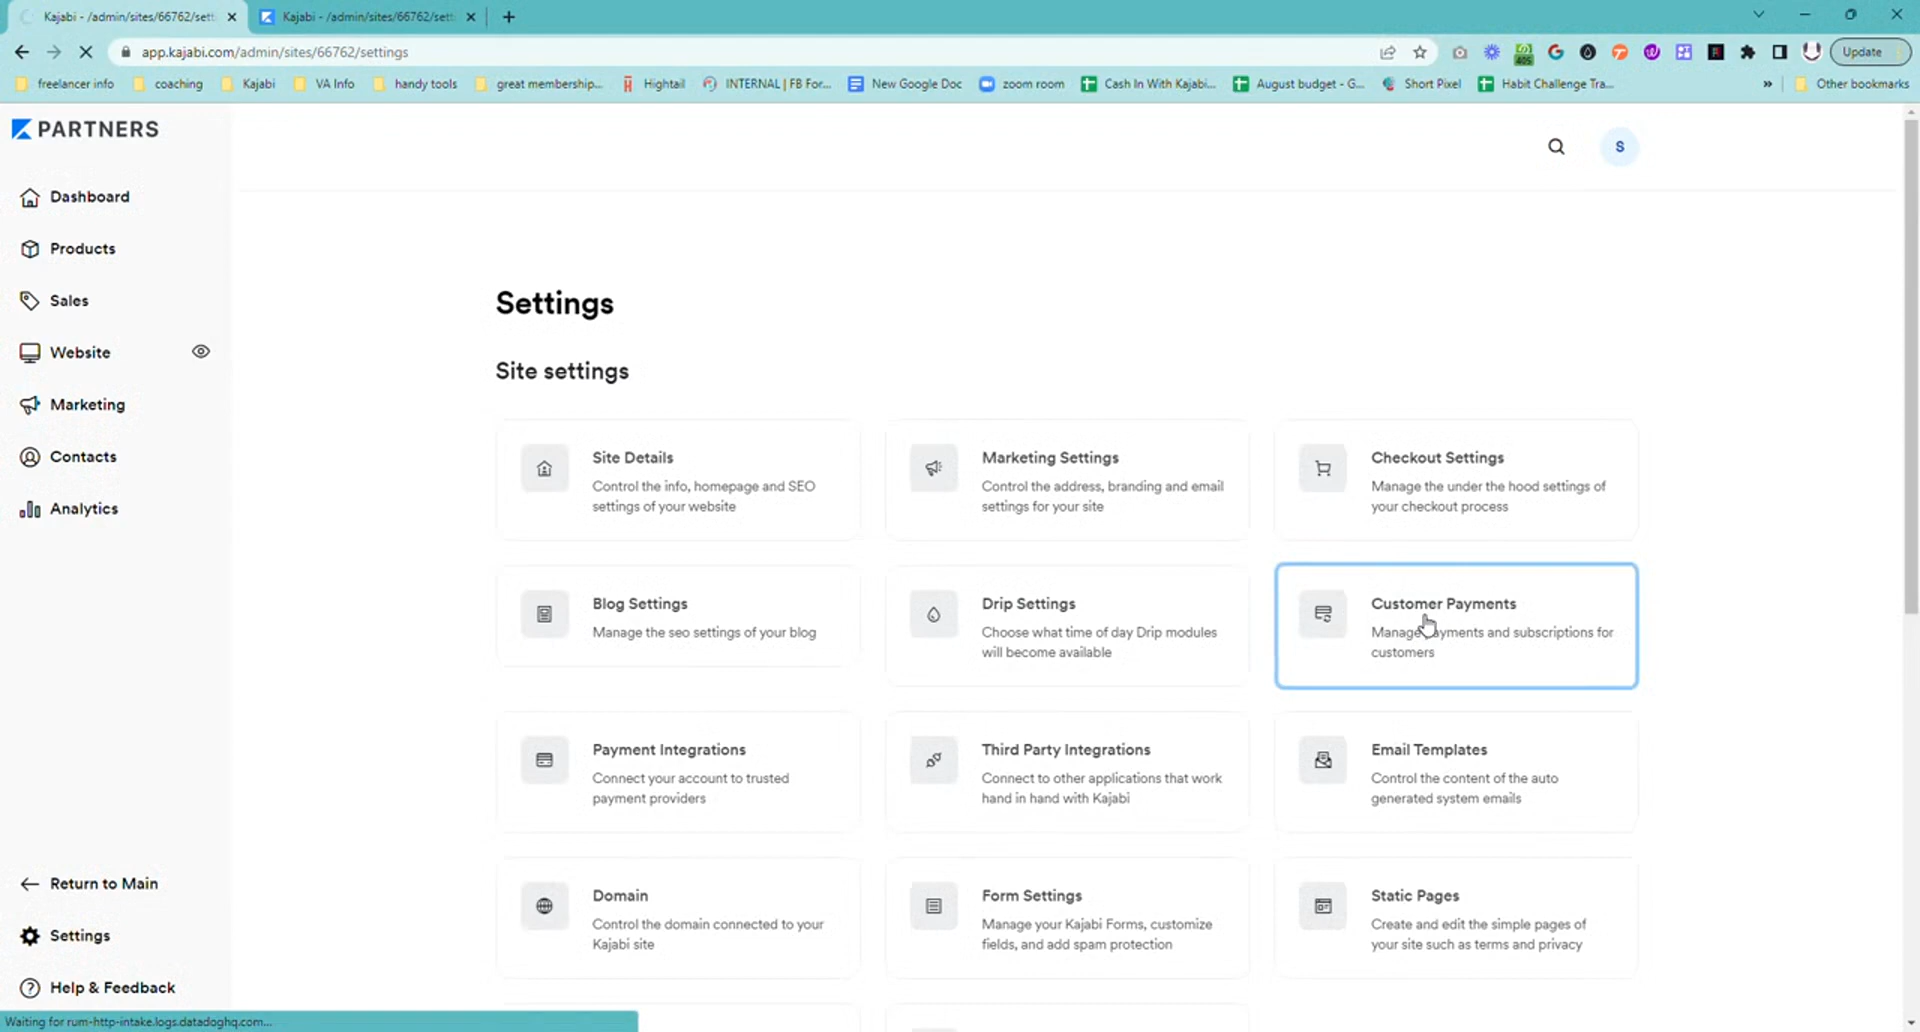 Kajabi - /admin/sites/66762/sett
Kajabi - /admin/sites/66762/sett
app.kajabi.com/admin/sites/66762/settings
Update
freelancer info
coaching
Kajabi
VA Info
handy tools
great membership...
Hightail
INTERNAL | FB For...
New Google Doc
zoom room
Cash In With Kajabi...
August budget - G...
Short Pixel
Habit Challenge Tra...
»
Other bookmarks
PARTNERS
S
Dashboard
Products
Sales
Website
Marketing
Contacts
Analytics
Return to Main
Settings
Help & Feedback
Settings
Site settings
Site Details
Control the info, homepage and SEO
settings of your website
Marketing Settings
Control the address, branding and email
settings for your site
Checkout Settings
Manage the under the hood settings of
your checkout process
Blog Settings
Manage the seo settings of your blog
Drip Settings
Choose what time of day Drip modules
will become available
Customer Payments
Manage payments and subscriptions for
customers
Payment Integrations
Connect your account to trusted
payment providers
Third Party Integrations
Connect to other applications that work
hand in hand with Kajabi
Email Templates
Control the content of the auto
generated system emails
Domain
Control the domain connected to your
Kajabi site
Form Settings
Manage your Kajabi Forms, customize
fields, and add spam protection
Static Pages
Create and edit the simple pages of
your site such as terms and privacy
Waiting for rum-http-intake.logs.datadoghq.com...